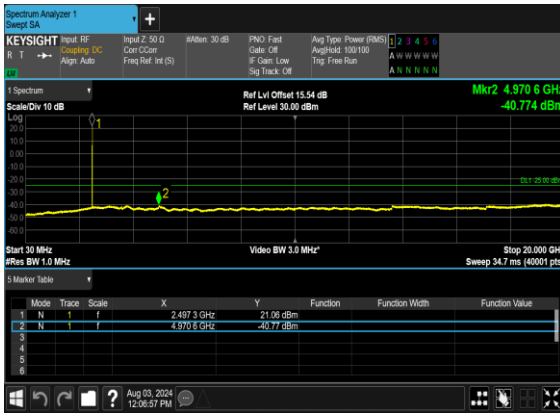 Spectrum Analyzer 1
Swept SA
+
KEYSIGHT Input: RF Input Z: 50 Ω #Atten: 30 dB PNO: Fast Avg Type: Power (RMS) 1 2 3 4 5 6
R T Coupling: DC Corr CCorr Gate: Off Avg|Hold: 100/100 A W W W W W
Align: Auto Freq Ref: Int (S) IF Gain: Low Trig: Free Run
LXI Sig Track: Off A N N N N N
1 Spectrum Ref Lvl Offset 15.54 dB Mkr2 4.970 6 GHz
Scale/Div 10 dB Ref Level 30.00 dBm -40.774 dBm
Log
1
20.0
10.0
0.00
-10.0
-20.0
DL1 -25.00 dBm
-30.0
2
-40.0
-50.0
-60.0
Start 30 MHz Video BW 3.0 MHz* Stop 20.000 GHz
#Res BW 1.0 MHz Sweep 34.7 ms (40001 pts)
5 Marker Table
Mode Trace Scale X Y Function Function Width Function Value
1 N 1 f 2.497 3 GHz 21.06 dBm
2 N 1 f 4.970 6 GHz -40.77 dBm
3
4
5
6
? Aug 03, 2024
12:06:57 PM